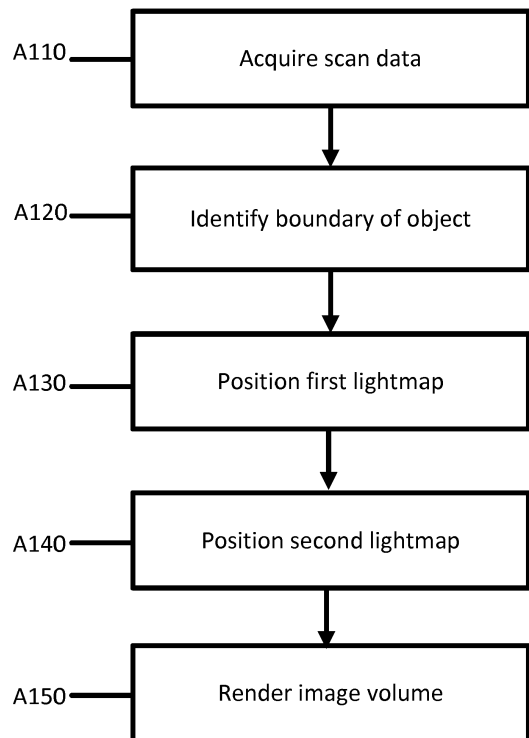 A110
Acquire scan data
A120
Identify boundary of object
A130
Position first lightmap
A140
Position second lightmap
A150
Render image volume